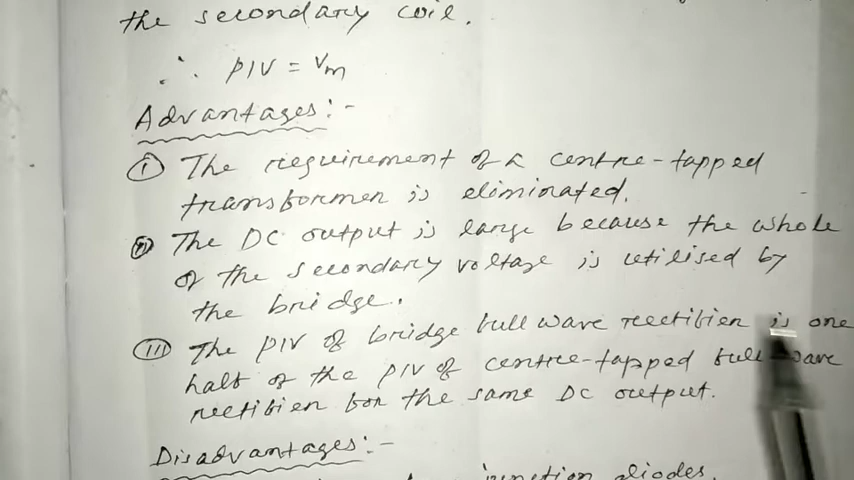 the secondary coil.
∴ PIV = Vm
Advantages:-
(i) The requirement of a centre-tapped
transformer is eliminated.
(ii) The DC output is large because the whole
of the secondary voltage is utilised by
the bridge.
(iii) The PIV of bridge full wave rectifier is one
half of the PIV of centre-tapped full wave
rectifier for the same DC output.
Disadvantages:-
junction diodes.